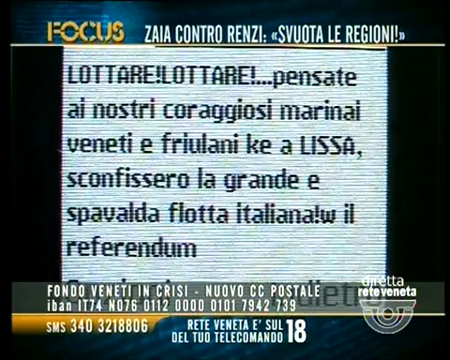 FOCUS
ZAIA CONTRO RENZI: «SVUOTA LE REGIONI!»
LOTTARE!LOTTARE!...pensate
ai nostri coraggiosi marinai
veneti e friulani ke a LISSA,
sconfissero la grande e
spavalda flotta italiana!w il
referendum
diretta
reteveneta
FONDO VENETI IN CRISI - NUOVO CC POSTALE
iban IT74 N076 0112 0000 0101 7942 739
SMS 340 3218806
RETE VENETA E' SUL
DEL TUO TELECOMANDO 18